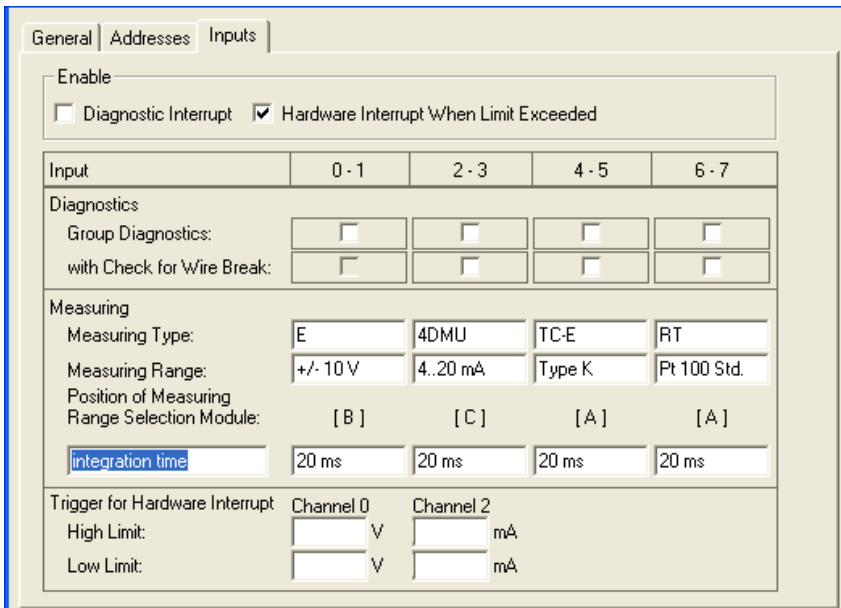 General Addresses Inputs
Enable
Diagnostic Interrupt Hardware Interrupt When Limit Exceeded
Input 0 - 1 2 - 3 4 - 5 6 - 7
Diagnostics
Group Diagnostics:
with Check for Wire Break:
Measuring
Measuring Type: E 4DMU TC-E RT
Measuring Range: +/- 10 V 4..20 mA Type K Pt 100 Std.
Position of Measuring
Range Selection Module: [ B ] [ C ] [ A ] [ A ]
integration time 20 ms 20 ms 20 ms 20 ms
Trigger for Hardware Interrupt Channel 0 Channel 2
High Limit: V mA
Low Limit: V mA